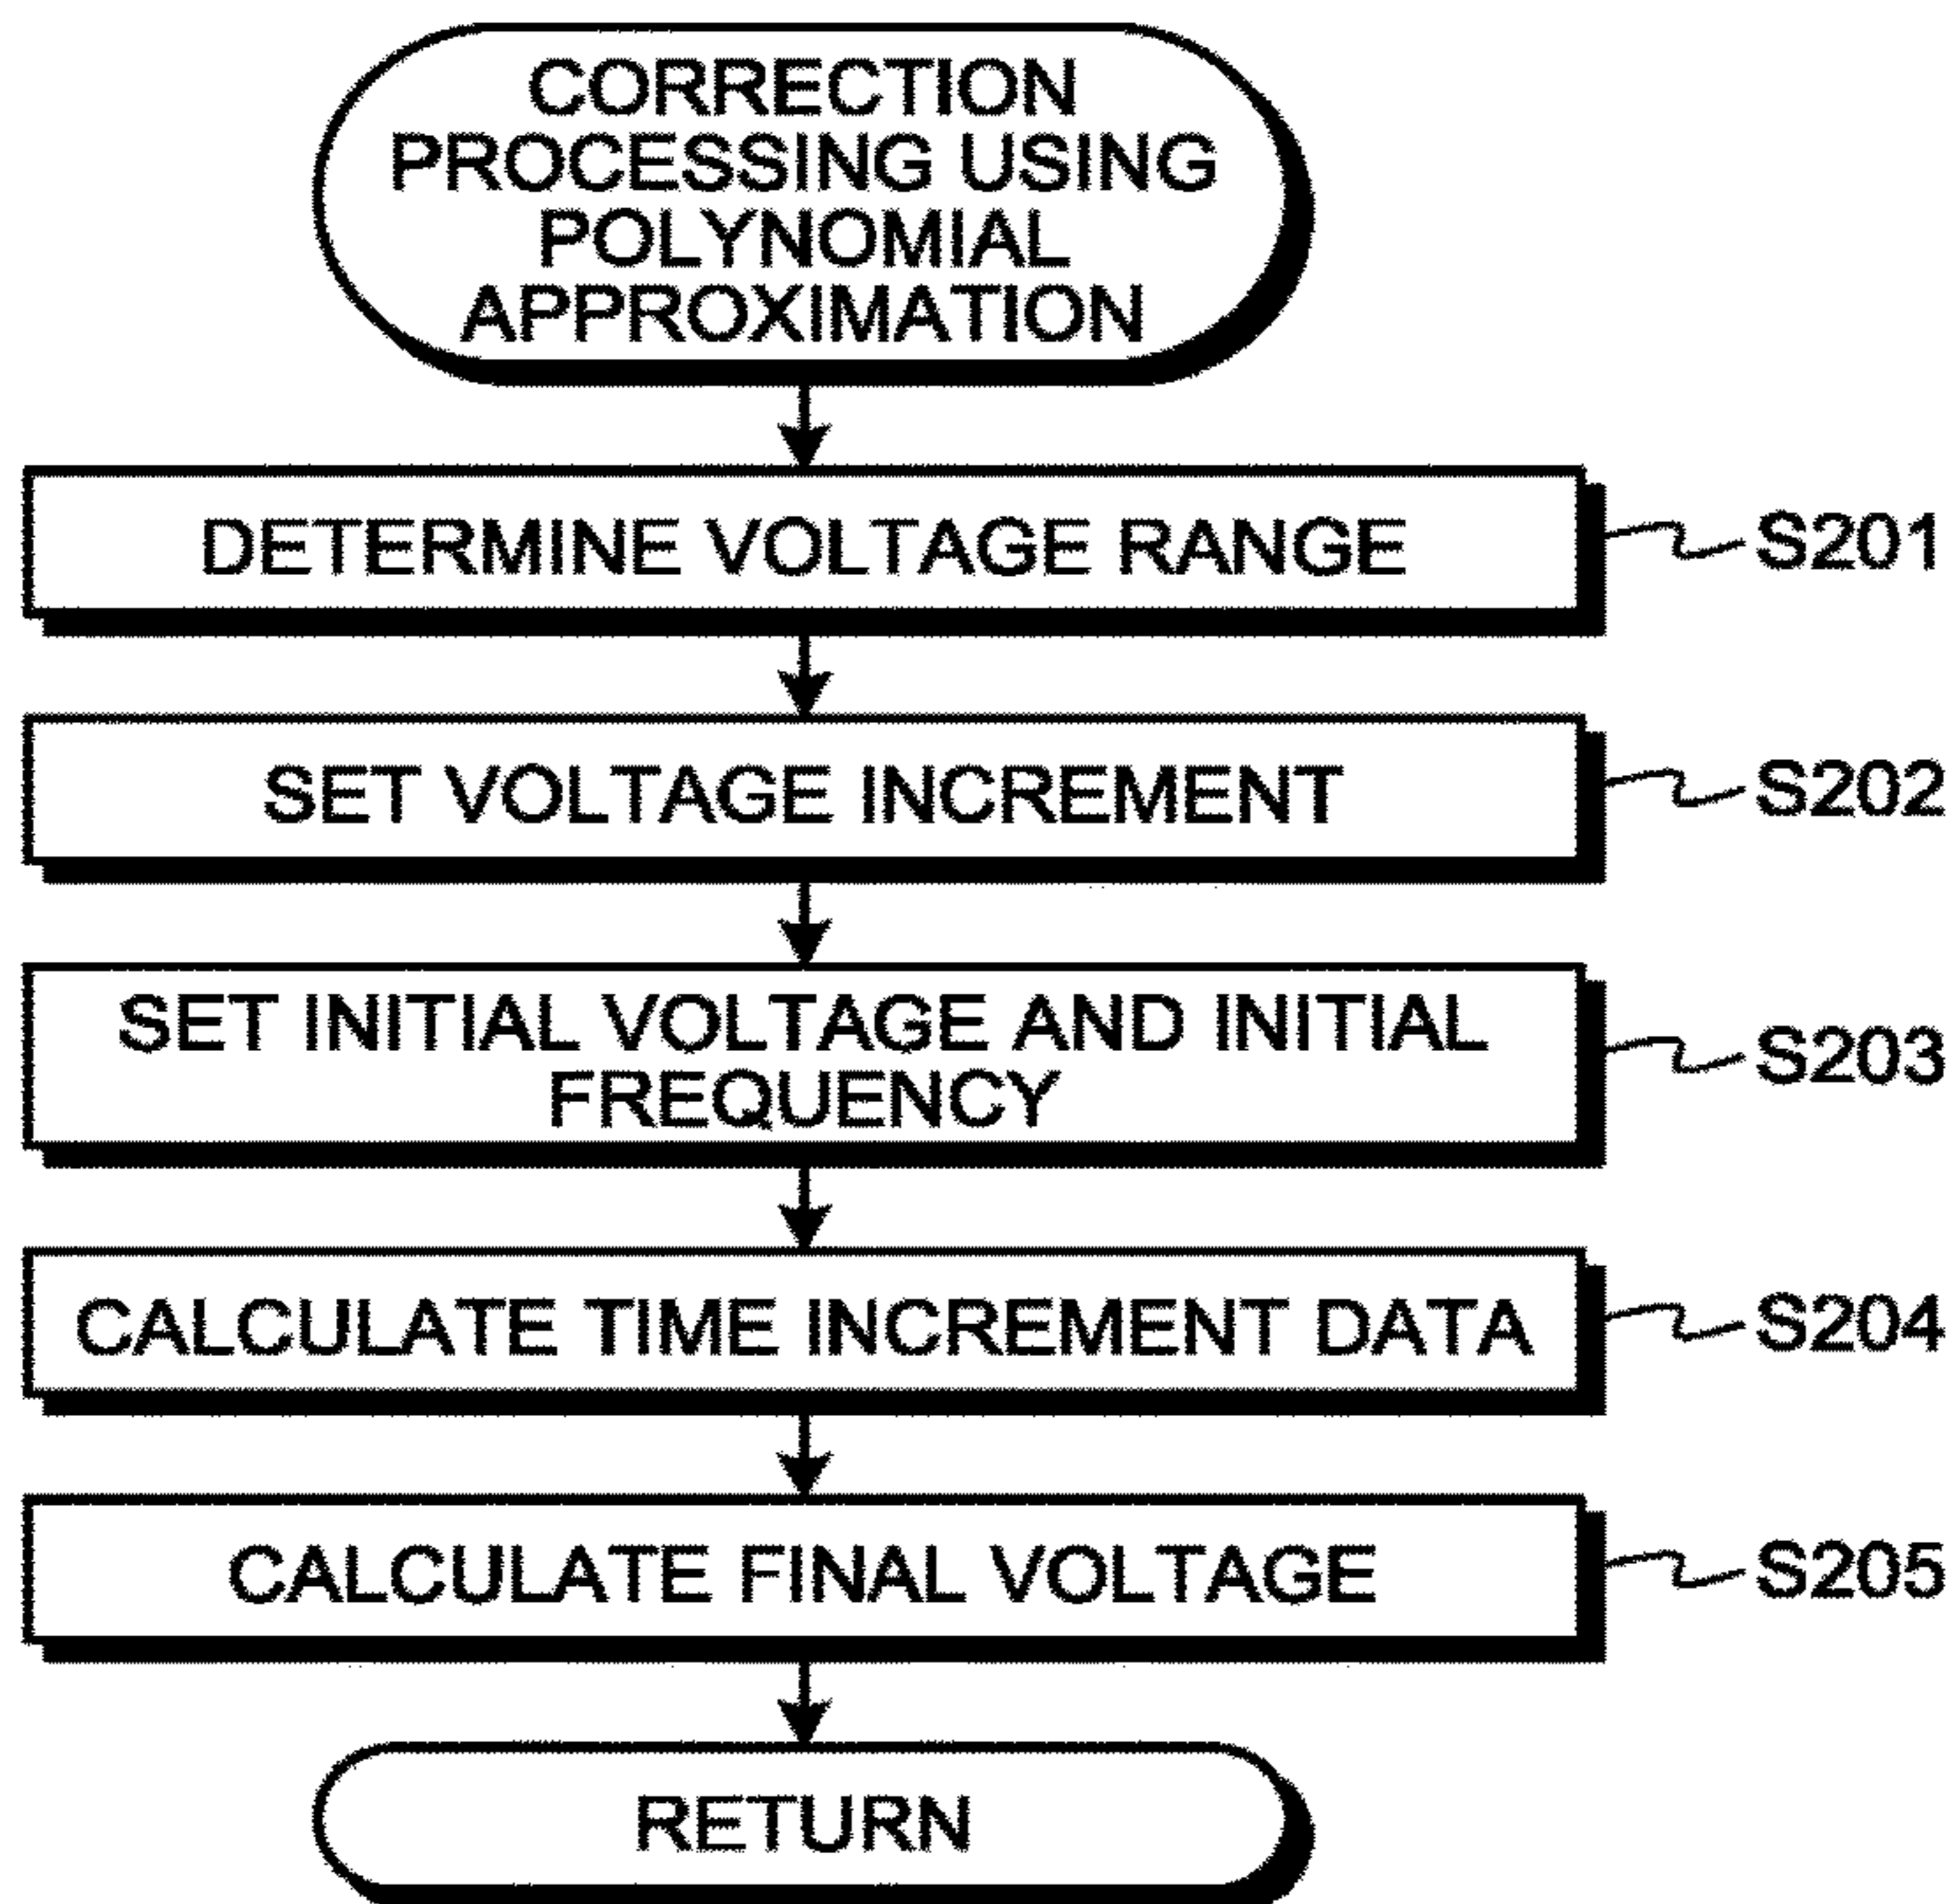 CORRECTION
PROCESSING USING
POLYNOMIAL
APPROXIMATION
DETERMINE VOLTAGE RANGE
S201
SET VOLTAGE INCREMENT
S202
SET INITIAL VOLTAGE AND INITIAL
FREQUENCY
S203
CALCULATE TIME INCREMENT DATA
S204
CALCULATE FINAL VOLTAGE
S205
RETURN